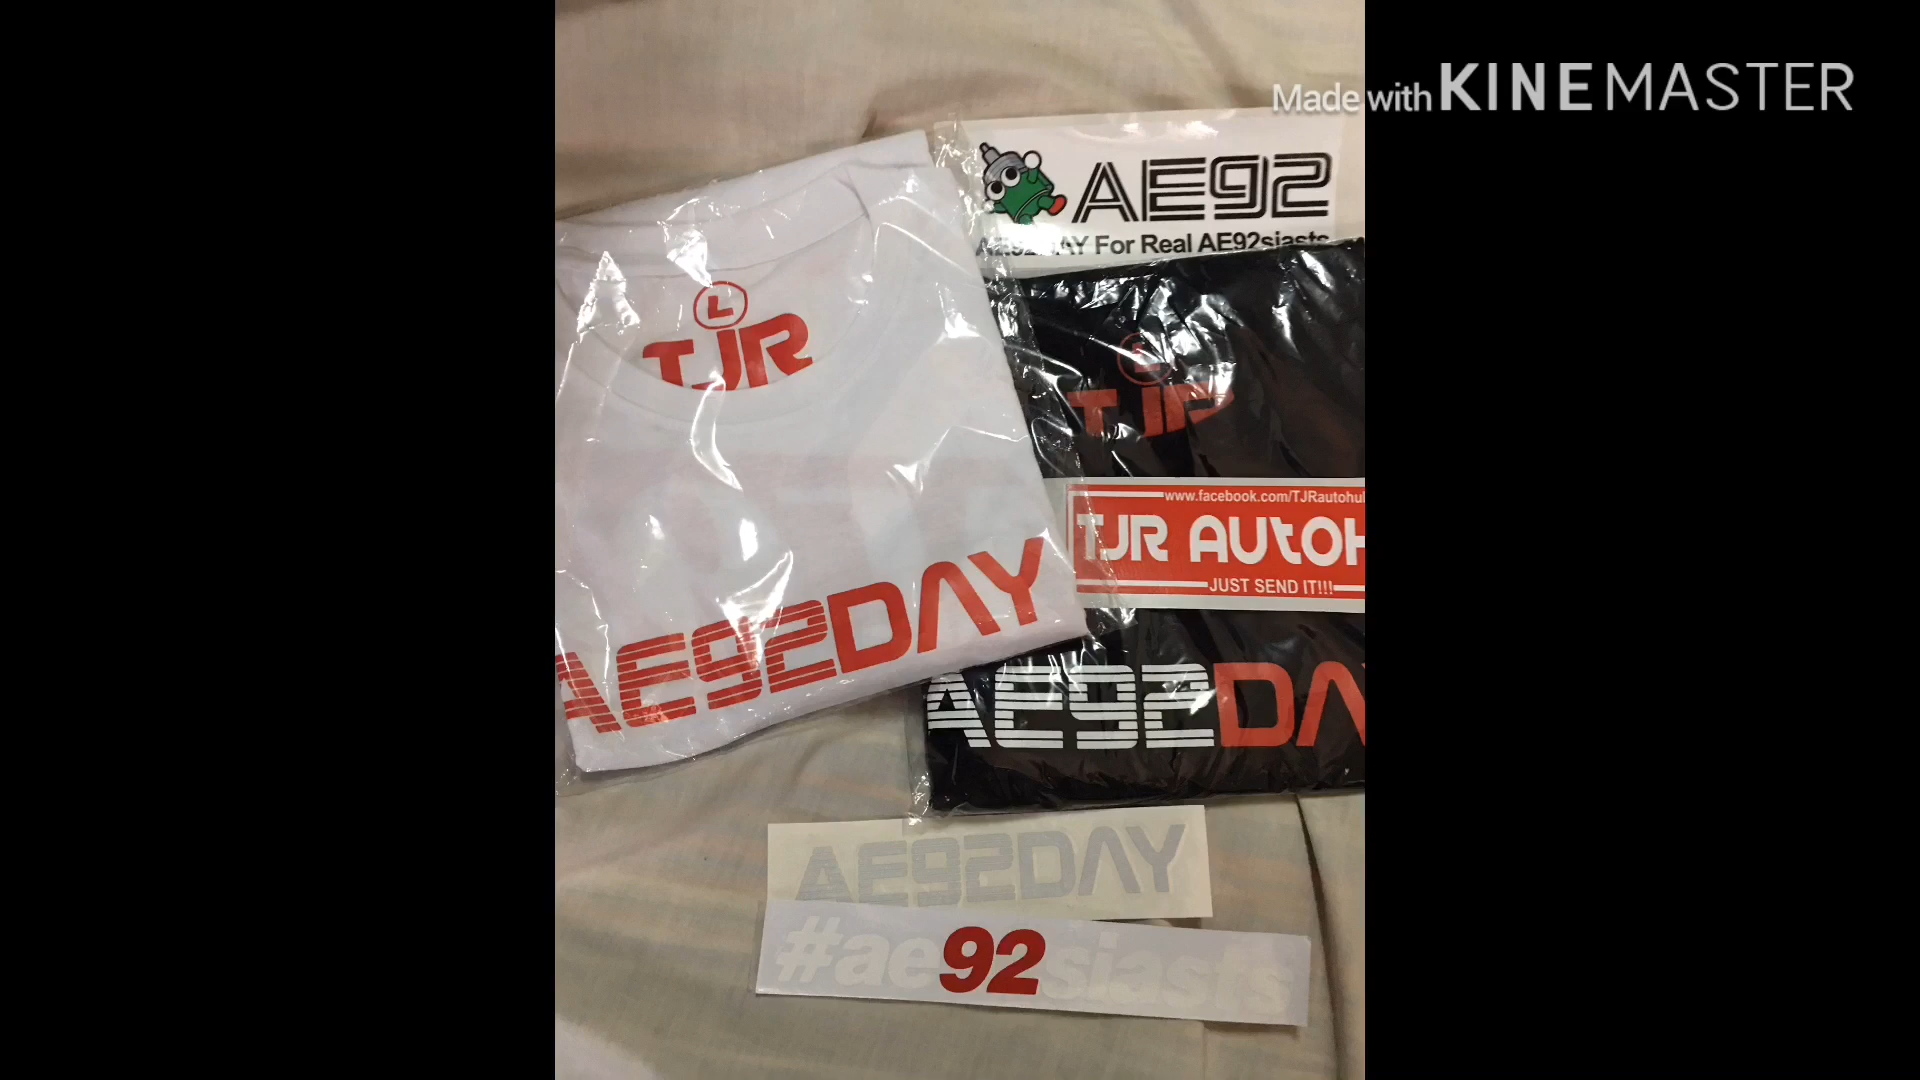 Made with KINEMASTER
AE92
AE92DAY For Real AE92siasts
L
TJR
L
TJR
www.facebook.com/TJRautohu
TJR AUtOH
JUST SEND IT!!!
AE92DAY
AE92DA
AE92DAY
#ae92siasts